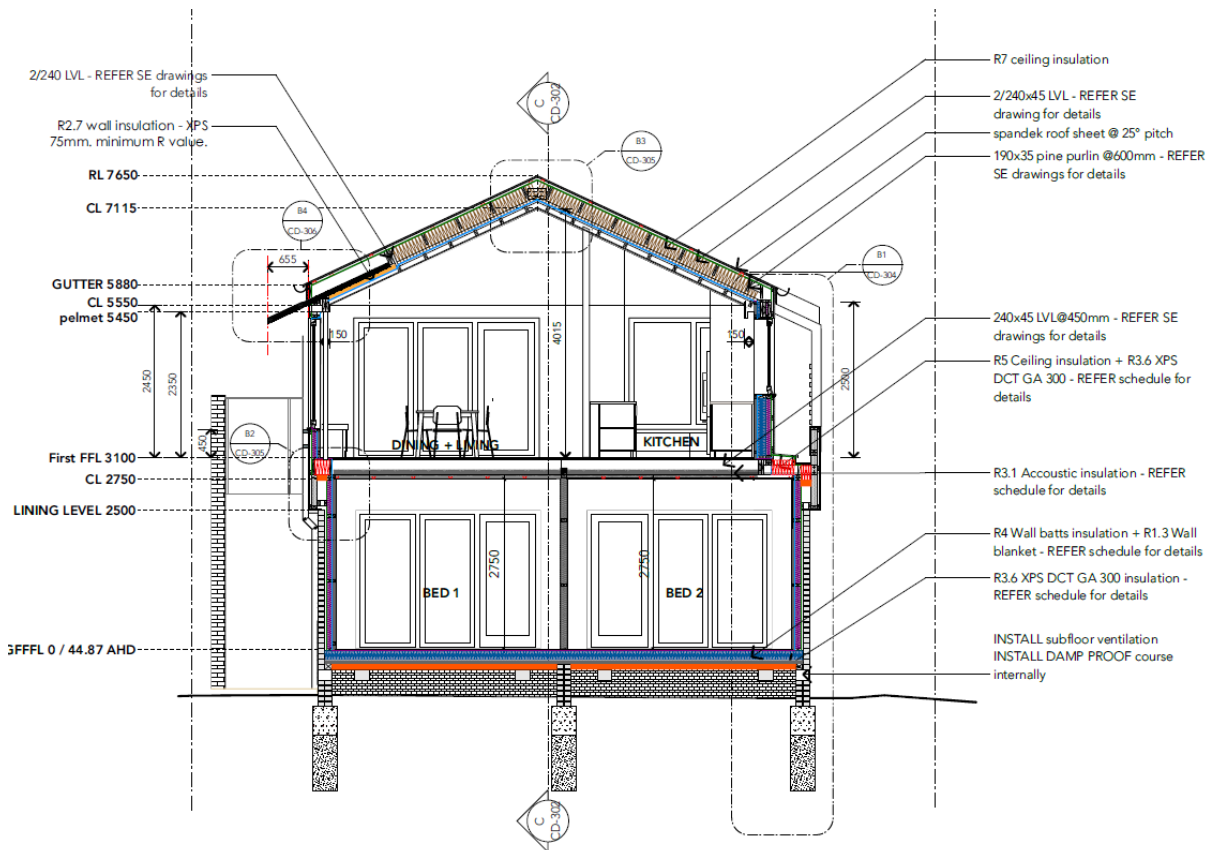 2/240 LVL - REFER SE drawings
for details
R2.7 wall insulation - XPS
75mm. minimum R value.
RL 7650
CL 7115
B4
CD-306
655
GUTTER 5880
CL 5550
pelmet 5450
2450
2350
450
B2
CD-305
First FFL 3100
CL 2750
LINING LEVEL 2500
GFFFL 0 / 44.87 AHD
C
CD-302
B3
CD-305
B1
CD-304
150
4015
150
2500
DINING + LIVING
KITCHEN
2750
2750
BED 1
BED 2
C
CD-302
R7 ceiling insulation
2/240x45 LVL - REFER SE
drawing for details
spandek roof sheet @ 25° pitch
190x35 pine purlin @600mm - REFER
SE drawings for details
240x45 LVL@450mm - REFER SE
drawings for details
R5 Ceiling insulation + R3.6 XPS
DCT GA 300 - REFER schedule for
details
R3.1 Accoustic insulation - REFER
schedule for details
R4 Wall batts insulation + R1.3 Wall
blanket - REFER schedule for details
R3.6 XPS DCT GA 300 insulation -
REFER schedule for details
INSTALL subfloor ventilation
INSTALL DAMP PROOF course
internally